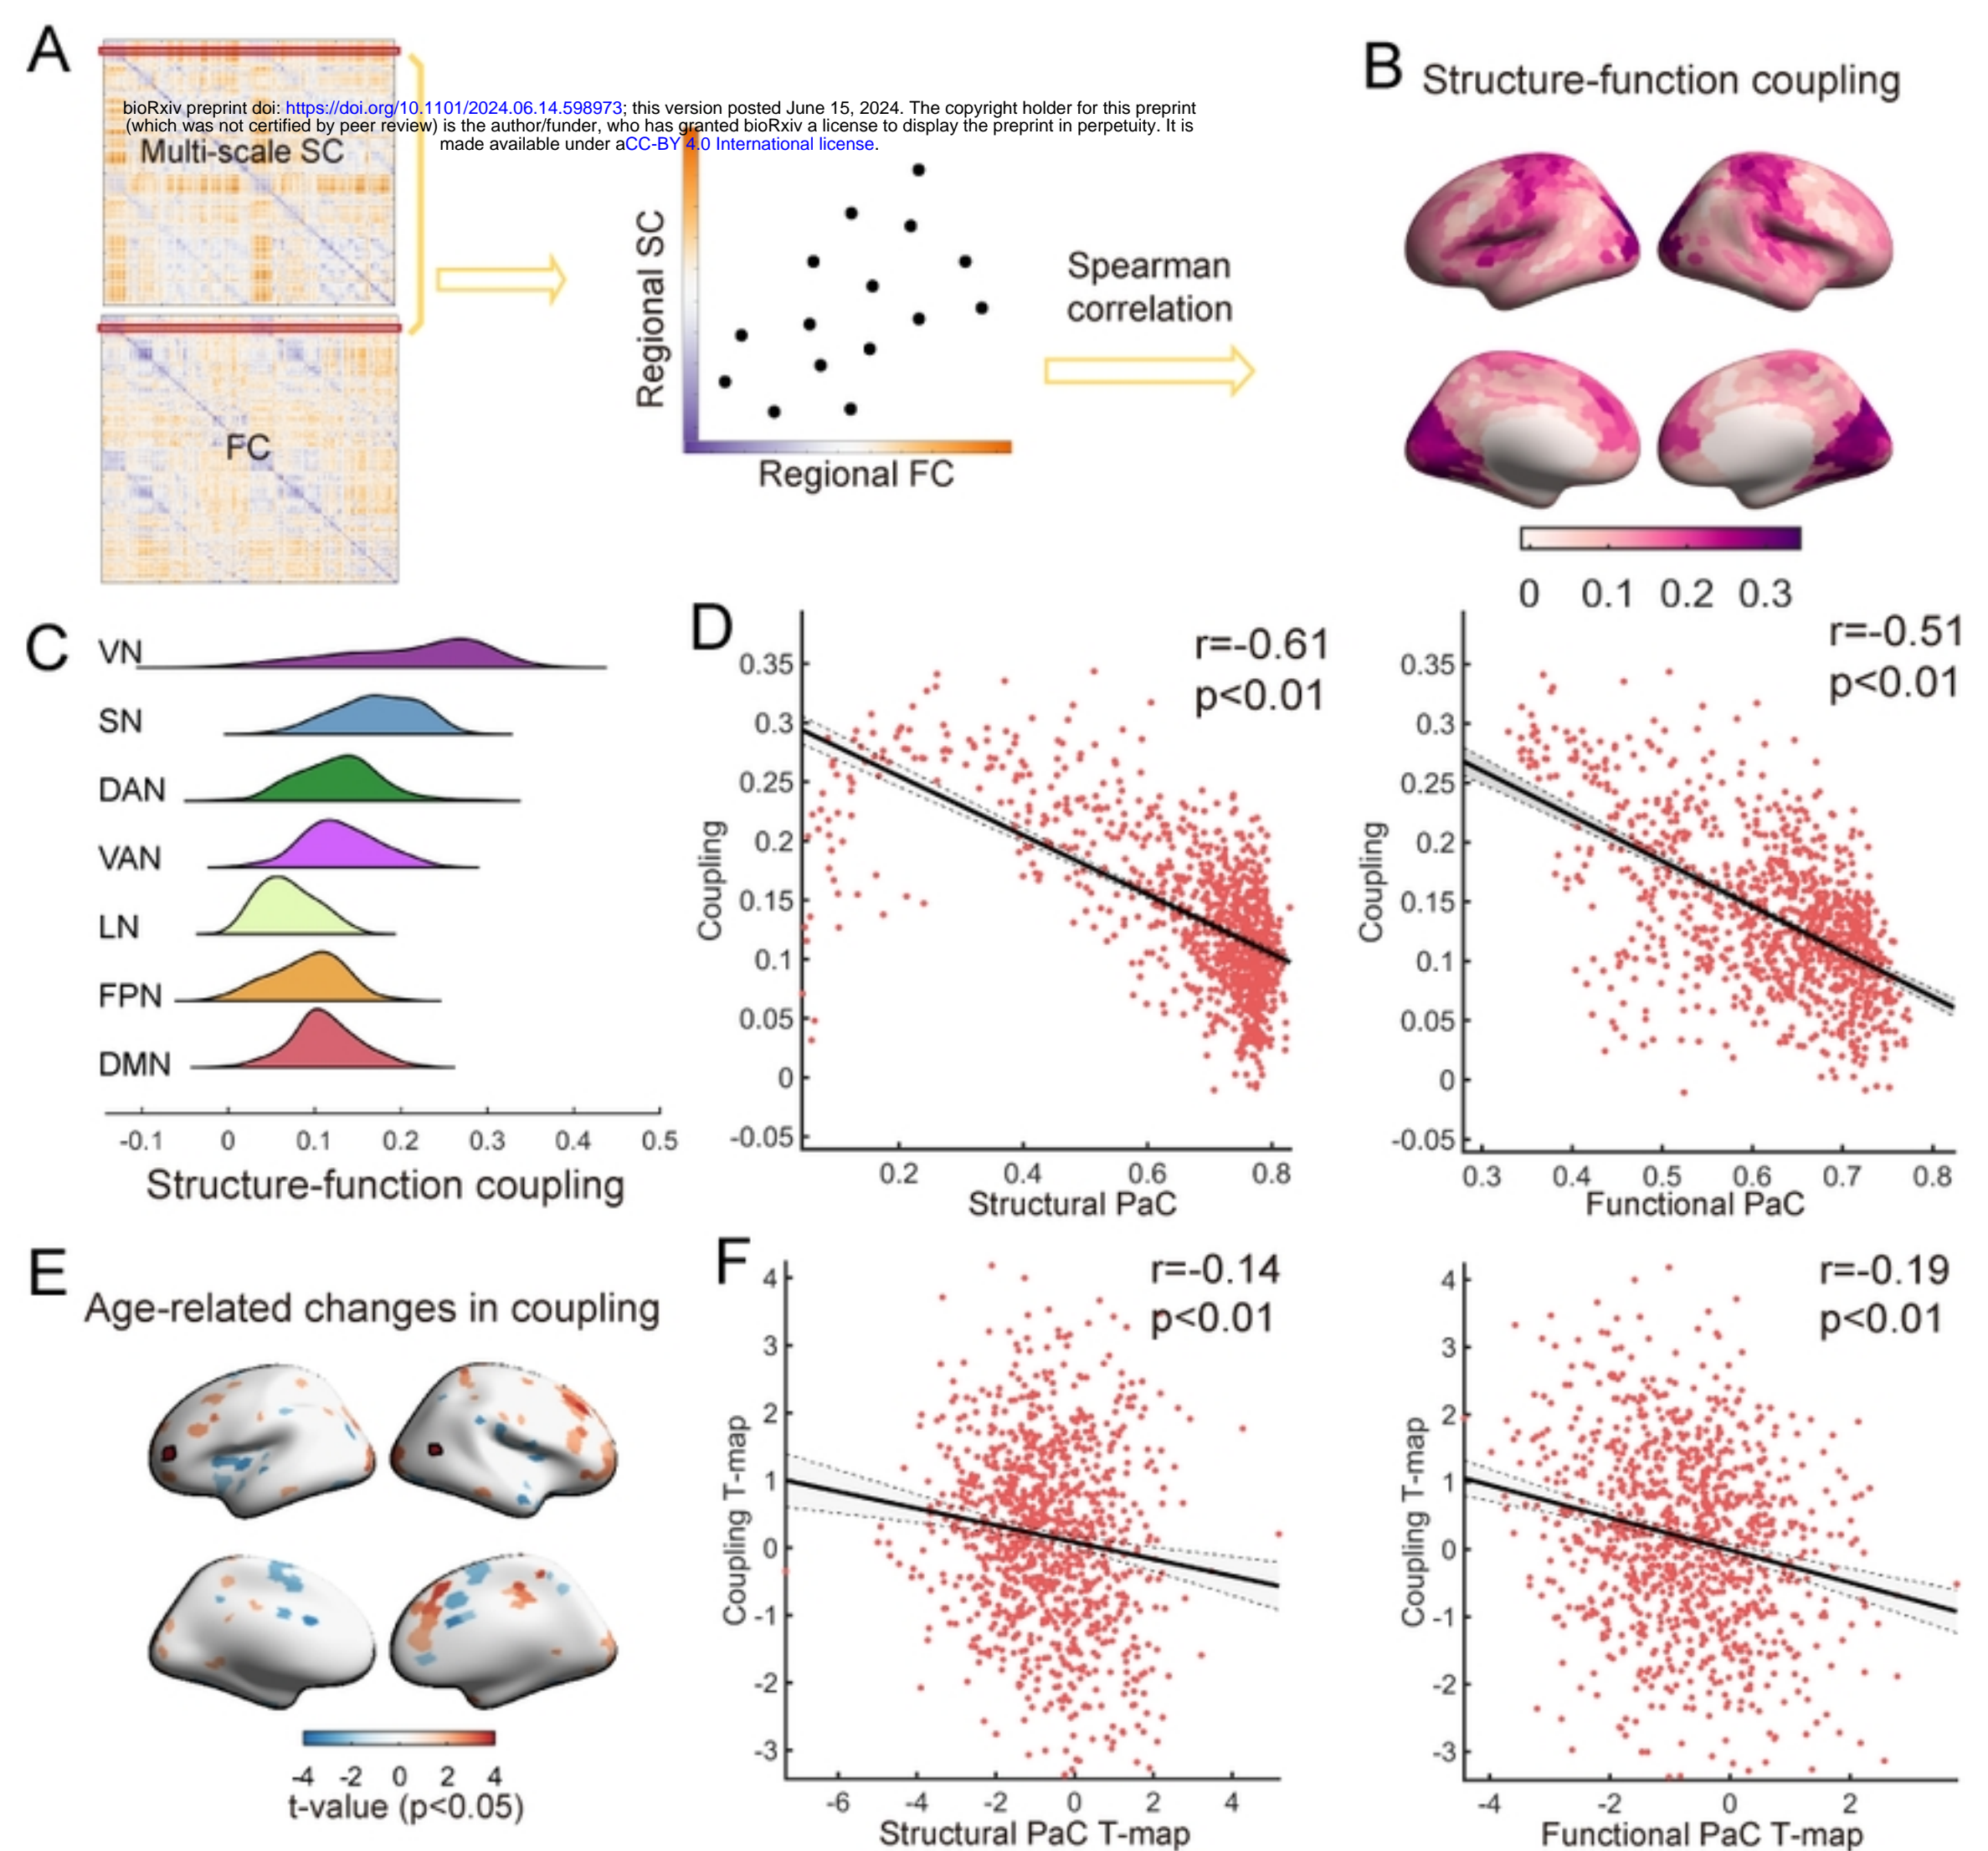 A
bioRxiv preprint doi: https://doi.org/10.1101/2024.06.14.598973; this version posted June 15, 2024. The copyright holder for this preprint
(which was not certified by peer review) is the author/funder, who has granted bioRxiv a license to display the preprint in perpetuity. It is
made available under aCC-BY 4.0 International license.
Multi-scale SC
FC
Regional SC
Regional FC
Spearman
correlation
B
Structure-function coupling
0 0.1 0.2 0.3
C
VN
SN
DAN
VAN
LN
FPN
DMN
-0.1 0 0.1 0.2 0.3 0.4 0.5
Structure-function coupling
D
r=-0.61
p<0.01
0.35
0.3
0.25
0.2
0.15
0.1
0.05
0
-0.05
Coupling
0.2 0.4 0.6 0.8
Structural PaC
r=-0.51
p<0.01
0.35
0.3
0.25
0.2
0.15
0.1
0.05
0
-0.05
Coupling
0.3 0.4 0.5 0.6 0.7 0.8
Functional PaC
E
Age-related changes in coupling
-4 -2 0 2 4
t-value (p<0.05)
F
r=-0.14
p<0.01
4
3
2
1
0
-1
-2
-3
Coupling T-map
-6 -4 -2 0 2 4
Structural PaC T-map
r=-0.19
p<0.01
4
3
2
1
0
-1
-2
-3
Coupling T-map
-4 -2 0 2
Functional PaC T-map